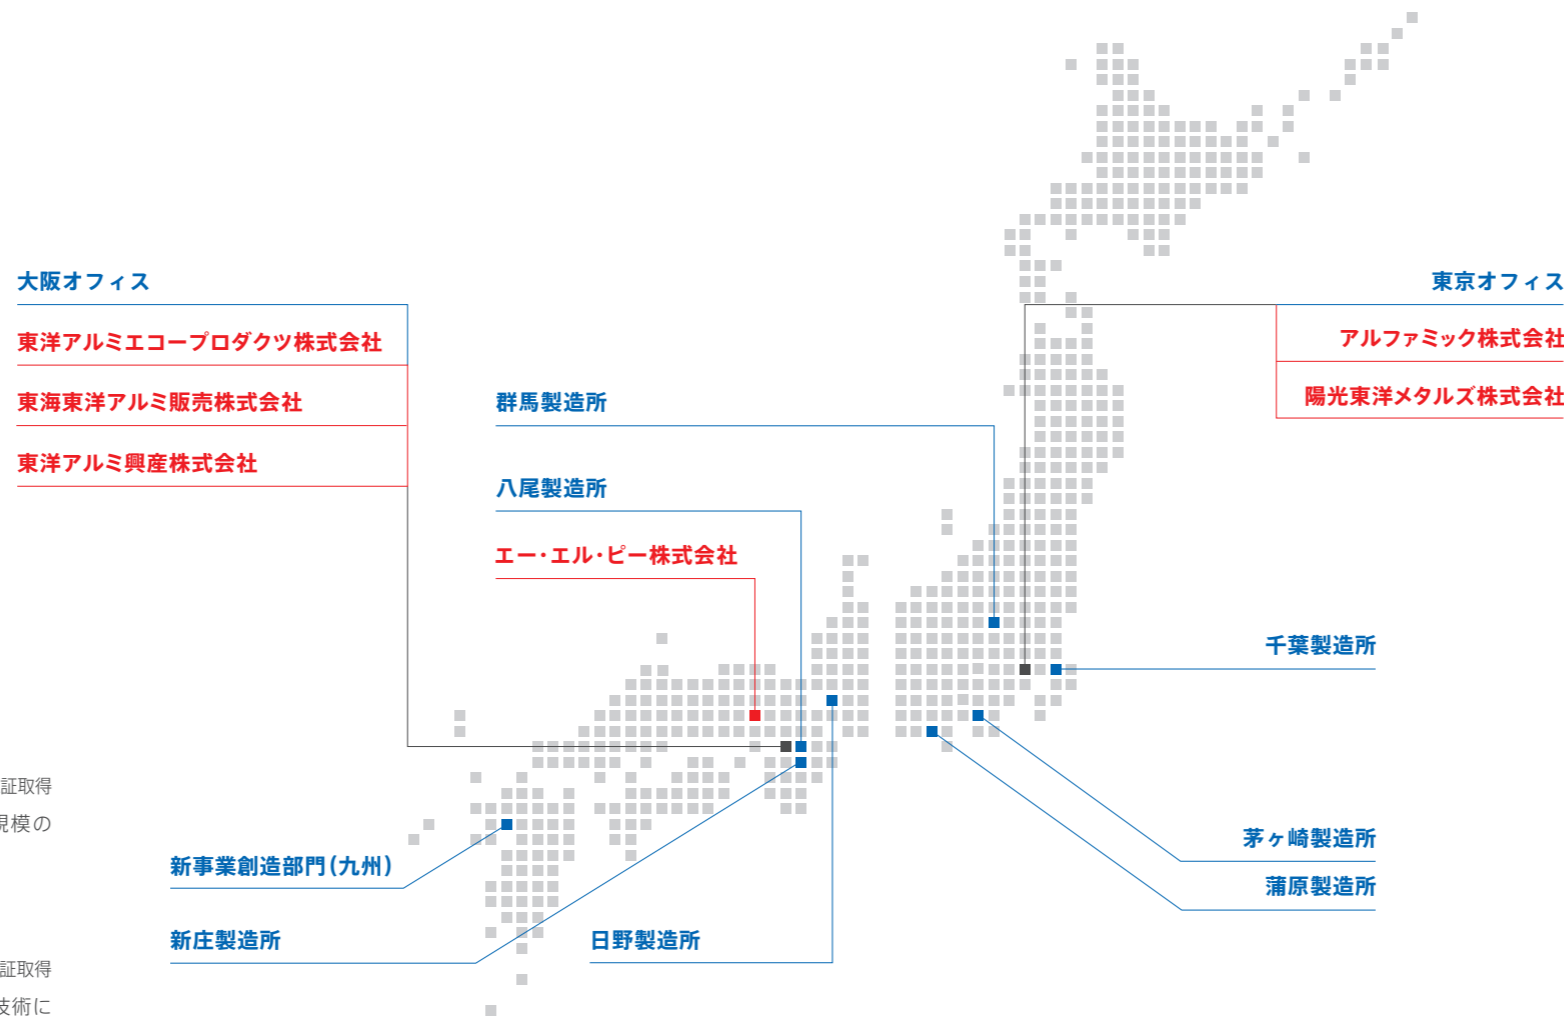 大阪オフィス
東洋アルミエコープロダクツ株式会社
東海東洋アルミ販売株式会社
東洋アルミ興産株式会社
群馬製造所
八尾製造所
エー・エル・ピー株式会社
東京オフィス
アルファミック株式会社
陽光東洋メタルズ株式会社
千葉製造所
茅ヶ崎製造所
蒲原製造所
証取得
規模の
新事業創造部門(九州)
新庄製造所
日野製造所
証取得
技術に